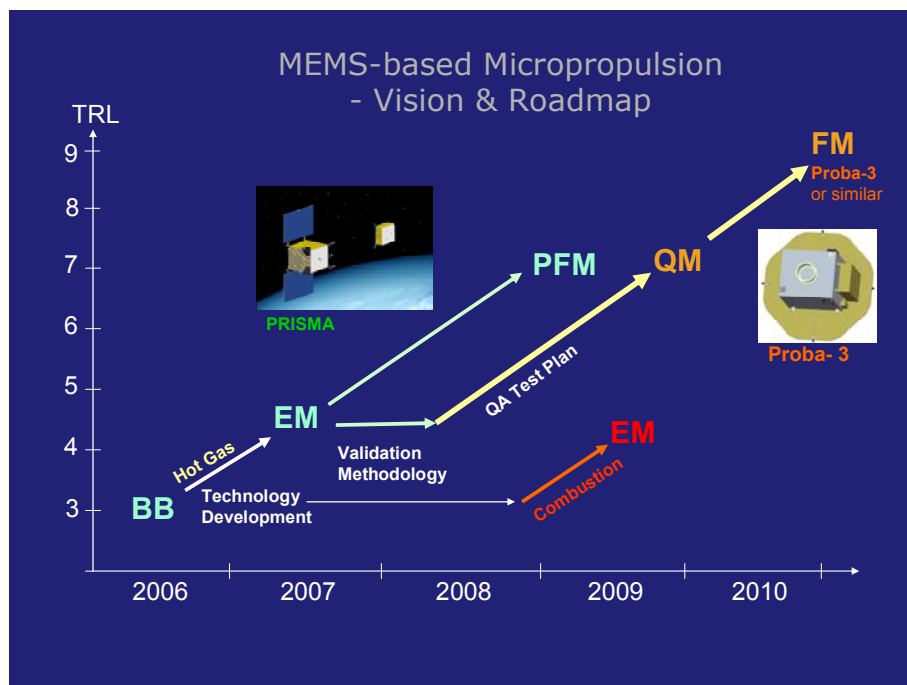 MEMS-based Micropropulsion
- Vision & Roadmap
TRL
9
8
7
6
5
4
3
FM
Proba-3
or similar
PFM
QM
PRISMA
Proba- 3
QA Test Plan
EM
EM
Hot Gas
Validation
Methodology
Combustion
BB
Technology
Development
2006
2007
2008
2009
2010